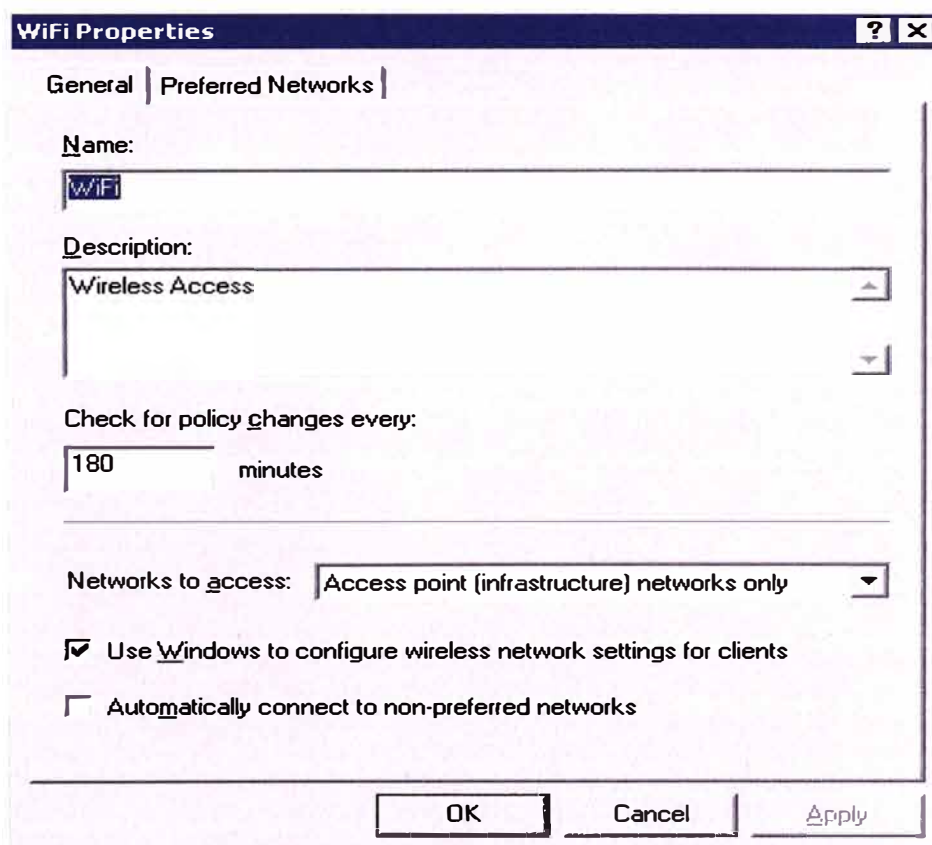 WiFi Properties ? ×
General Preferred Networks
Name:
WiFi
Description:
Wireless Access
Check for policy changes every:
180 minutes
Networks to access: Access point (infrastructure) networks only
Use Windows to configure wireless network settings for clients
Automatically connect to non-preferred networks
OK Cancel Apply